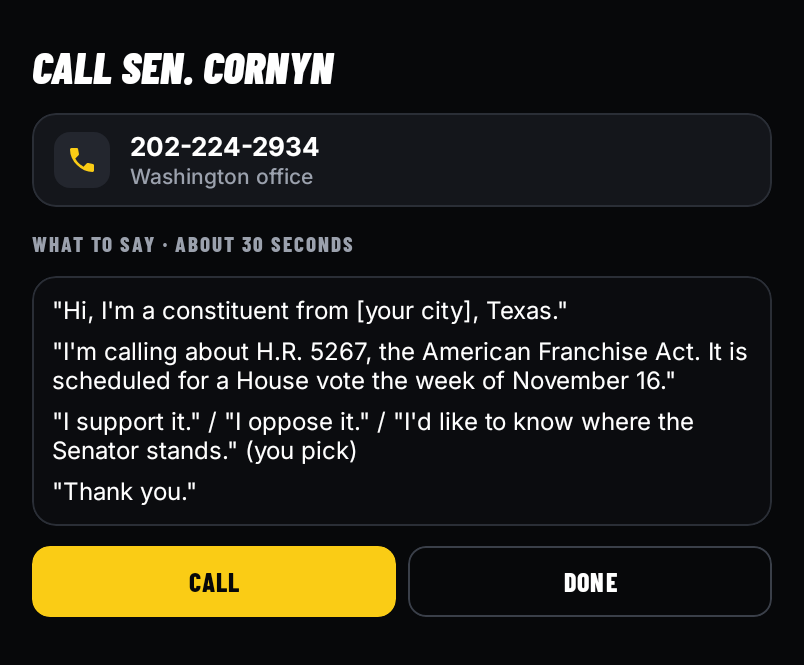 CALL SEN. CORNYN
202-224-2934
Washington office
WHAT TO SAY · ABOUT 30 SECONDS
"Hi, I'm a constituent from [your city], Texas."
"I'm calling about H.R. 5267, the American Franchise Act. It is
scheduled for a House vote the week of November 16."
"I support it." / "I oppose it." / "I'd like to know where the
Senator stands." (you pick)
"Thank you."
CALL
DONE